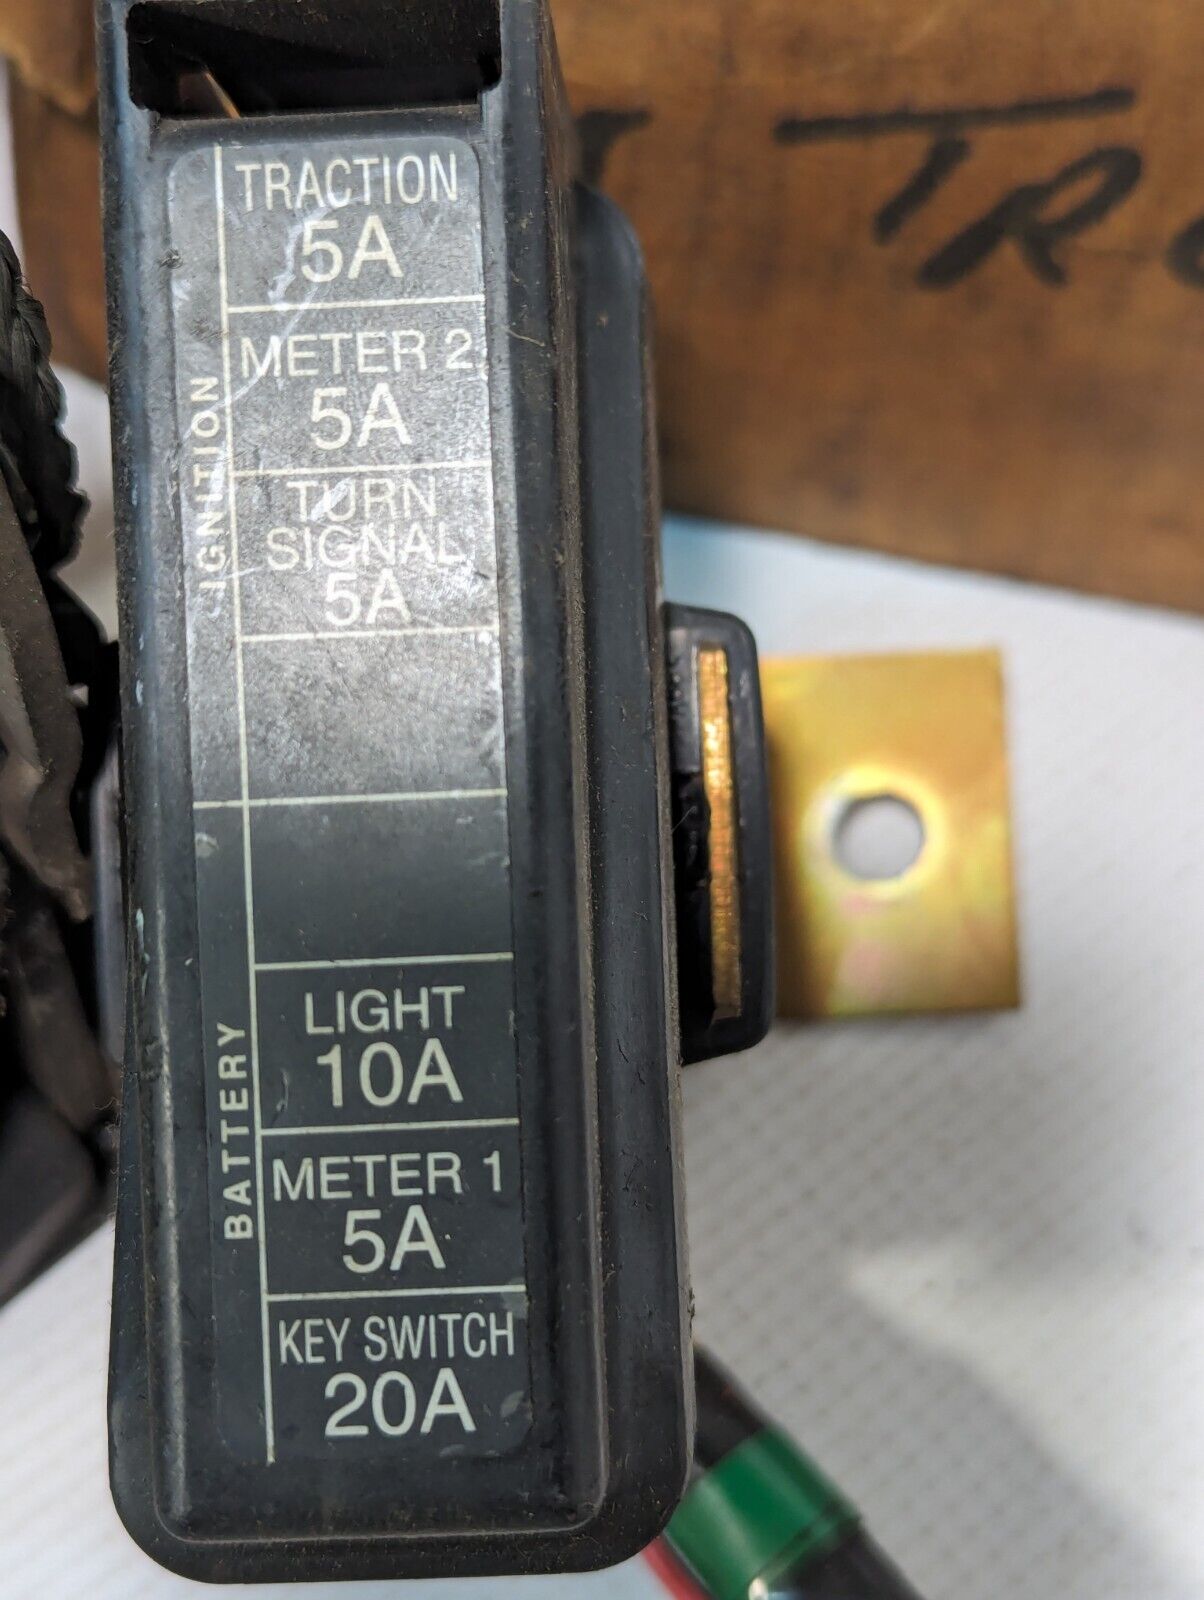 TRACTION
5A
METER 2
5A
TURN
SIGNAL
5A
IGNITION
LIGHT
10A
METER 1
5A
KEY SWITCH
20A
BATTERY